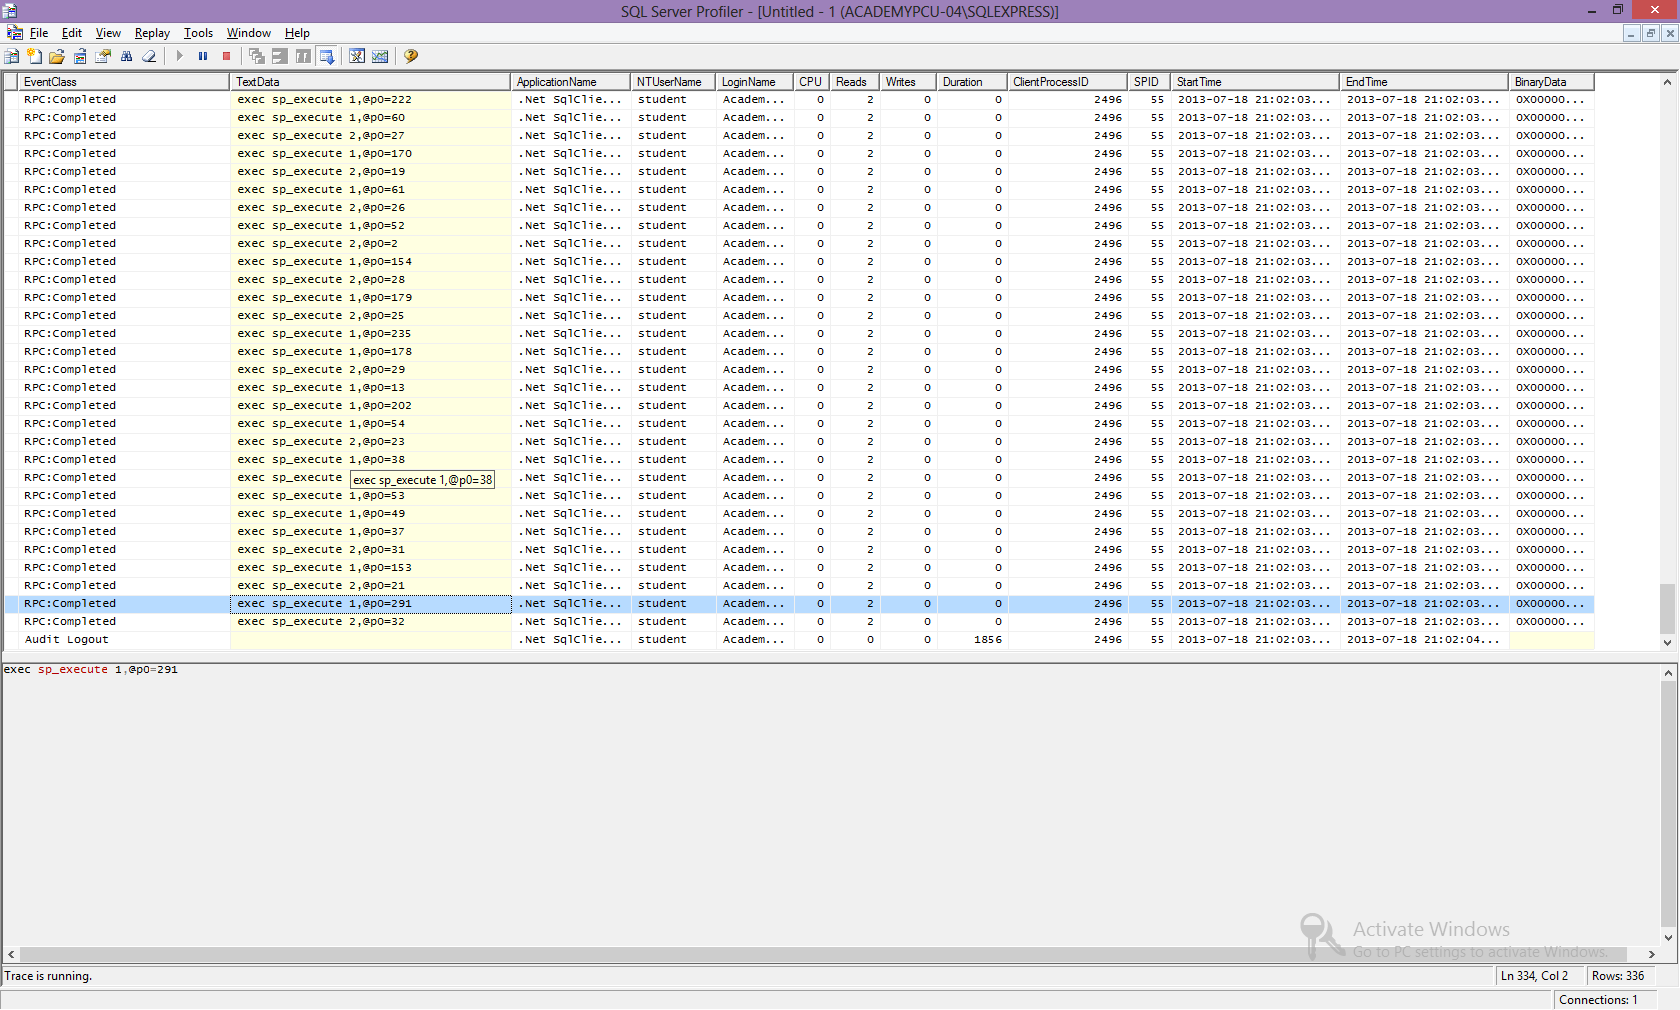 SQL Server Profiler - [Untitled - 1 (ACADEMYPCU-04\SQLEXPRESS)]
File Edit View Replay Tools Window Help
EventClass TextData ApplicationName NTUserName LoginName CPU Reads Writes Duration ClientProcessID SPID StartTime EndTime BinaryData
RPC:Completed exec sp_execute 1,@p0=222 .Net SqlClie... student Academ... 0 2 0 0 2496 55 2013-07-18 21:02:03... 2013-07-18 21:02:03... 0X00000...
RPC:Completed exec sp_execute 1,@p0=60 .Net SqlClie... student Academ... 0 2 0 0 2496 55 2013-07-18 21:02:03... 2013-07-18 21:02:03... 0X00000...
RPC:Completed exec sp_execute 2,@p0=27 .Net SqlClie... student Academ... 0 2 0 0 2496 55 2013-07-18 21:02:03... 2013-07-18 21:02:03... 0X00000...
RPC:Completed exec sp_execute 1,@p0=170 .Net SqlClie... student Academ... 0 2 0 0 2496 55 2013-07-18 21:02:03... 2013-07-18 21:02:03... 0X00000...
RPC:Completed exec sp_execute 2,@p0=19 .Net SqlClie... student Academ... 0 2 0 0 2496 55 2013-07-18 21:02:03... 2013-07-18 21:02:03... 0X00000...
RPC:Completed exec sp_execute 1,@p0=61 .Net SqlClie... student Academ... 0 2 0 0 2496 55 2013-07-18 21:02:03... 2013-07-18 21:02:03... 0X00000...
RPC:Completed exec sp_execute 2,@p0=26 .Net SqlClie... student Academ... 0 2 0 0 2496 55 2013-07-18 21:02:03... 2013-07-18 21:02:03... 0X00000...
RPC:Completed exec sp_execute 1,@p0=52 .Net SqlClie... student Academ... 0 2 0 0 2496 55 2013-07-18 21:02:03... 2013-07-18 21:02:03... 0X00000...
RPC:Completed exec sp_execute 2,@p0=2 .Net SqlClie... student Academ... 0 2 0 0 2496 55 2013-07-18 21:02:03... 2013-07-18 21:02:03... 0X00000...
RPC:Completed exec sp_execute 1,@p0=154 .Net SqlClie... student Academ... 0 2 0 0 2496 55 2013-07-18 21:02:03... 2013-07-18 21:02:03... 0X00000...
RPC:Completed exec sp_execute 2,@p0=28 .Net SqlClie... student Academ... 0 2 0 0 2496 55 2013-07-18 21:02:03... 2013-07-18 21:02:03... 0X00000...
RPC:Completed exec sp_execute 1,@p0=179 .Net SqlClie... student Academ... 0 2 0 0 2496 55 2013-07-18 21:02:03... 2013-07-18 21:02:03... 0X00000...
RPC:Completed exec sp_execute 2,@p0=25 .Net SqlClie... student Academ... 0 2 0 0 2496 55 2013-07-18 21:02:03... 2013-07-18 21:02:03... 0X00000...
RPC:Completed exec sp_execute 1,@p0=235 .Net SqlClie... student Academ... 0 2 0 0 2496 55 2013-07-18 21:02:03... 2013-07-18 21:02:03... 0X00000...
RPC:Completed exec sp_execute 1,@p0=178 .Net SqlClie... student Academ... 0 2 0 0 2496 55 2013-07-18 21:02:03... 2013-07-18 21:02:03... 0X00000...
RPC:Completed exec sp_execute 2,@p0=29 .Net SqlClie... student Academ... 0 2 0 0 2496 55 2013-07-18 21:02:03... 2013-07-18 21:02:03... 0X00000...
RPC:Completed exec sp_execute 1,@p0=13 .Net SqlClie... student Academ... 0 2 0 0 2496 55 2013-07-18 21:02:03... 2013-07-18 21:02:03... 0X00000...
RPC:Completed exec sp_execute 1,@p0=202 .Net SqlClie... student Academ... 0 2 0 0 2496 55 2013-07-18 21:02:03... 2013-07-18 21:02:03... 0X00000...
RPC:Completed exec sp_execute 1,@p0=54 .Net SqlClie... student Academ... 0 2 0 0 2496 55 2013-07-18 21:02:03... 2013-07-18 21:02:03... 0X00000...
RPC:Completed exec sp_execute 2,@p0=23 .Net SqlClie... student Academ... 0 2 0 0 2496 55 2013-07-18 21:02:03... 2013-07-18 21:02:03... 0X00000...
RPC:Completed exec sp_execute 1,@p0=38 .Net SqlClie... student Academ... 0 2 0 0 2496 55 2013-07-18 21:02:03... 2013-07-18 21:02:03... 0X00000...
RPC:Completed exec sp_execute exec sp_execute 1,@p0=38 .Net SqlClie... student Academ... 0 2 0 0 2496 55 2013-07-18 21:02:03... 2013-07-18 21:02:03... 0X00000...
RPC:Completed exec sp_execute 1,@p0=53 .Net SqlClie... student Academ... 0 2 0 0 2496 55 2013-07-18 21:02:03... 2013-07-18 21:02:03... 0X00000...
RPC:Completed exec sp_execute 1,@p0=49 .Net SqlClie... student Academ... 0 2 0 0 2496 55 2013-07-18 21:02:03... 2013-07-18 21:02:03... 0X00000...
RPC:Completed exec sp_execute 1,@p0=37 .Net SqlClie... student Academ... 0 2 0 0 2496 55 2013-07-18 21:02:03... 2013-07-18 21:02:03... 0X00000...
RPC:Completed exec sp_execute 2,@p0=31 .Net SqlClie... student Academ... 0 2 0 0 2496 55 2013-07-18 21:02:03... 2013-07-18 21:02:03... 0X00000...
RPC:Completed exec sp_execute 1,@p0=153 .Net SqlClie... student Academ... 0 2 0 0 2496 55 2013-07-18 21:02:03... 2013-07-18 21:02:03... 0X00000...
RPC:Completed exec sp_execute 2,@p0=21 .Net SqlClie... student Academ... 0 2 0 0 2496 55 2013-07-18 21:02:03... 2013-07-18 21:02:03... 0X00000...
RPC:Completed exec sp_execute 1,@p0=291 .Net SqlClie... student Academ... 0 2 0 0 2496 55 2013-07-18 21:02:03... 2013-07-18 21:02:03... 0X00000...
RPC:Completed exec sp_execute 2,@p0=32 .Net SqlClie... student Academ... 0 2 0 0 2496 55 2013-07-18 21:02:03... 2013-07-18 21:02:03... 0X00000...
Audit Logout .Net SqlClie... student Academ... 0 0 0 1856 2496 55 2013-07-18 21:02:03... 2013-07-18 21:02:04...
exec sp_execute 1,@p0=291
Activate Windows
Go to PC settings to activate Windows.
Trace is running. Ln 334, Col 2 Rows: 336
Connections: 1